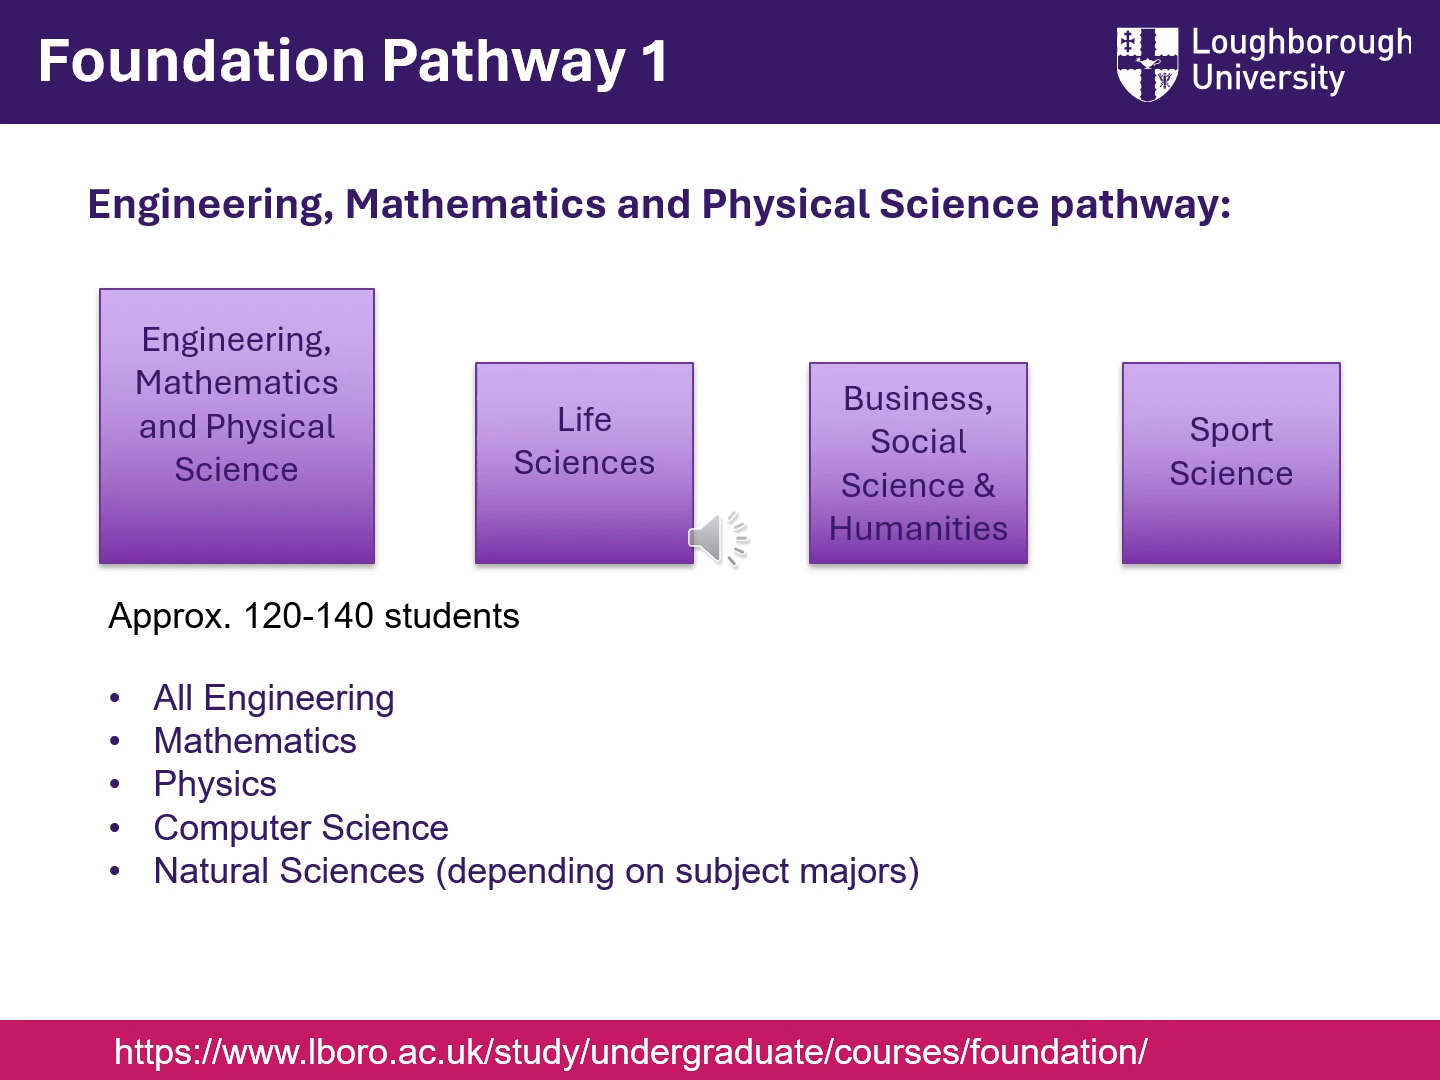 Foundation Pathway 1
Loughborough
University
Engineering, Mathematics and Physical Science pathway:
Engineering,
Mathematics
and Physical
Science
Life
Sciences
Business,
Social
Science &
Humanities
Sport
Science
Approx. 120-140 students
• All Engineering
• Mathematics
• Physics
• Computer Science
• Natural Sciences (depending on subject majors)
https://www.lboro.ac.uk/study/undergraduate/courses/foundation/